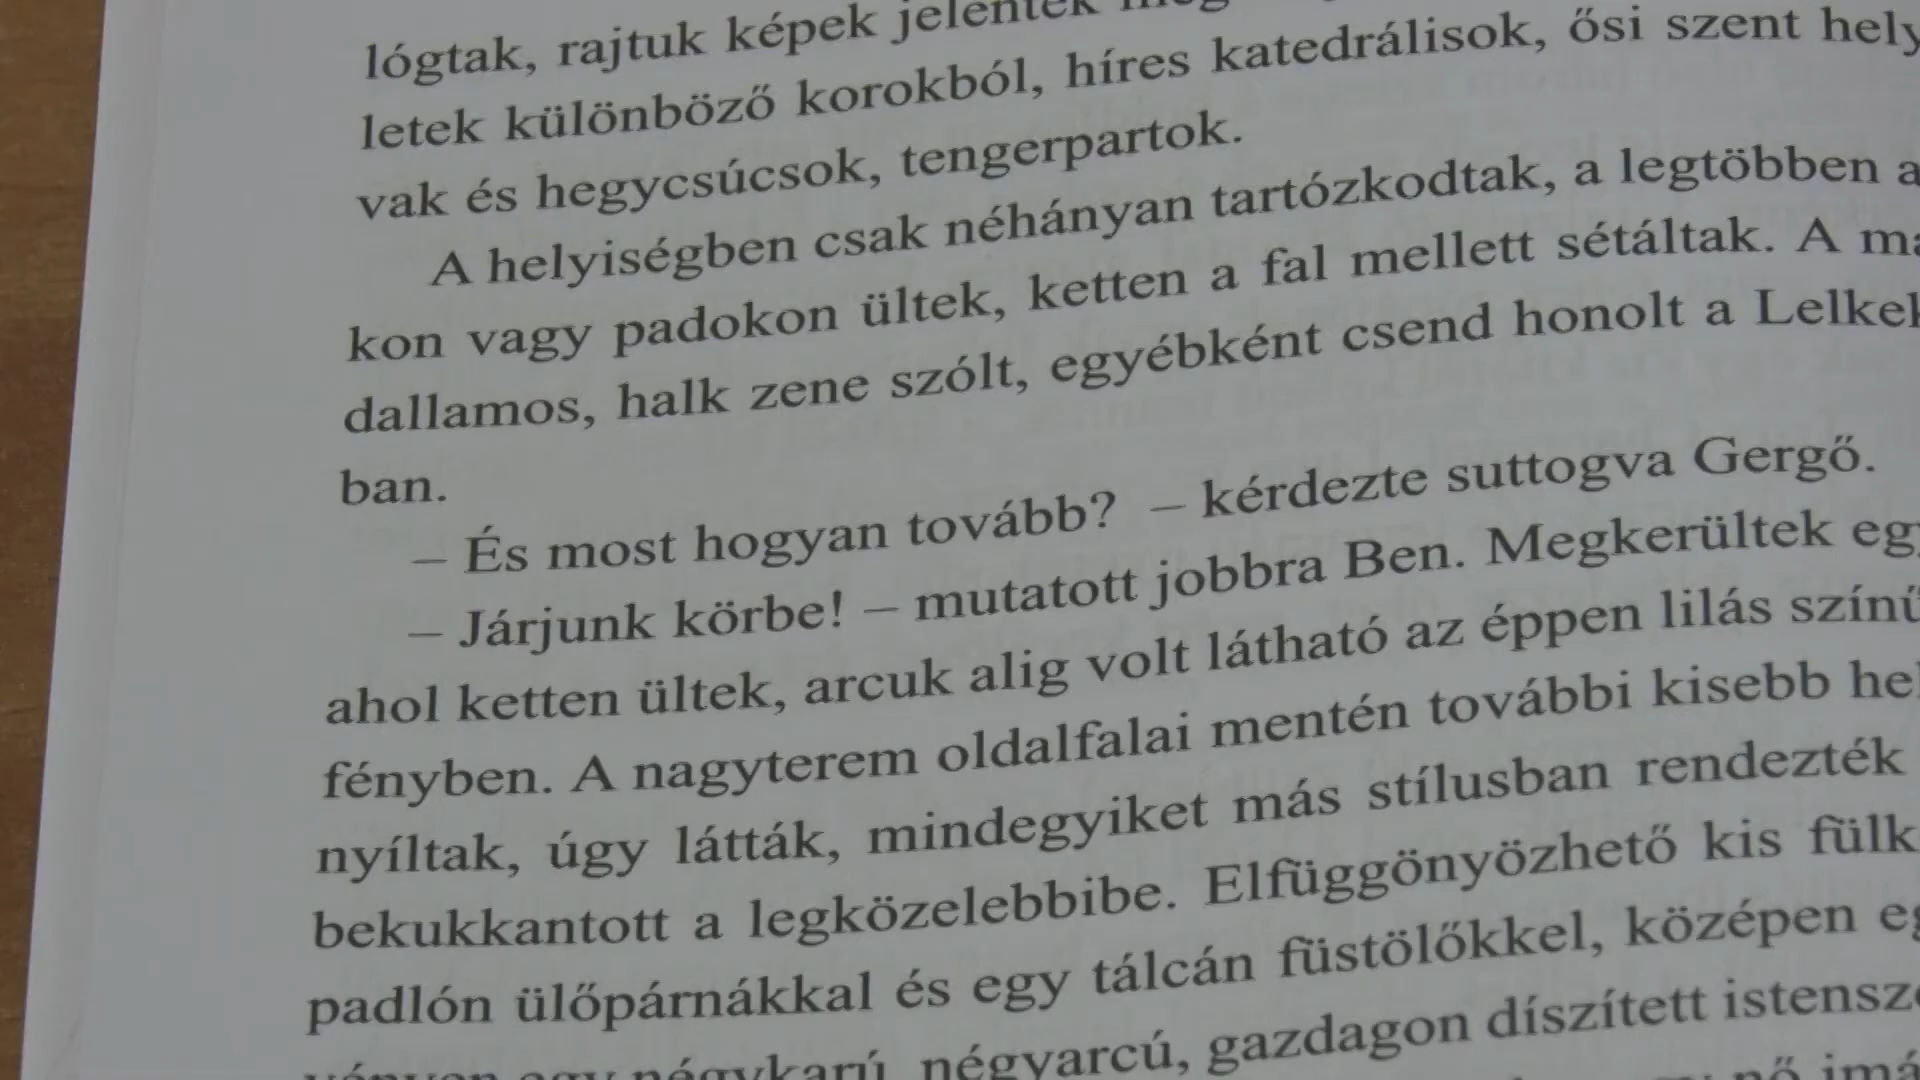 lógtak, rajtuk képek jelentek
letek különböző korokból, híres katedrálisok, ősi szent
vak és hegycsúcsok, tengerpartok.
A helyiségben csak néhányan tartózkodtak, a legtöbben
kon vagy padokon ültek, ketten a fal mellett sétáltak. A
dallamos, halk zene szólt, egyébként csend honolt a
ban.
– És most hogyan tovább? – kérdezte suttogva Gergő.
– Járjunk körbe! – mutatott jobbra Ben. Megkerültek
ahol ketten ültek, arcuk alig volt látható az éppen lilás
fényben. A nagyterem oldalfalai mentén további kisebb
nyíltak, úgy látták, mindegyiket más stílusban rendezték
bekukkantott a legközelebbibe. Elfüggönyözhető kis
padlón ülőpárnákkal és egy tálcán füstölőkkel, középen
négykarú, négyarcú, gazdagon díszített